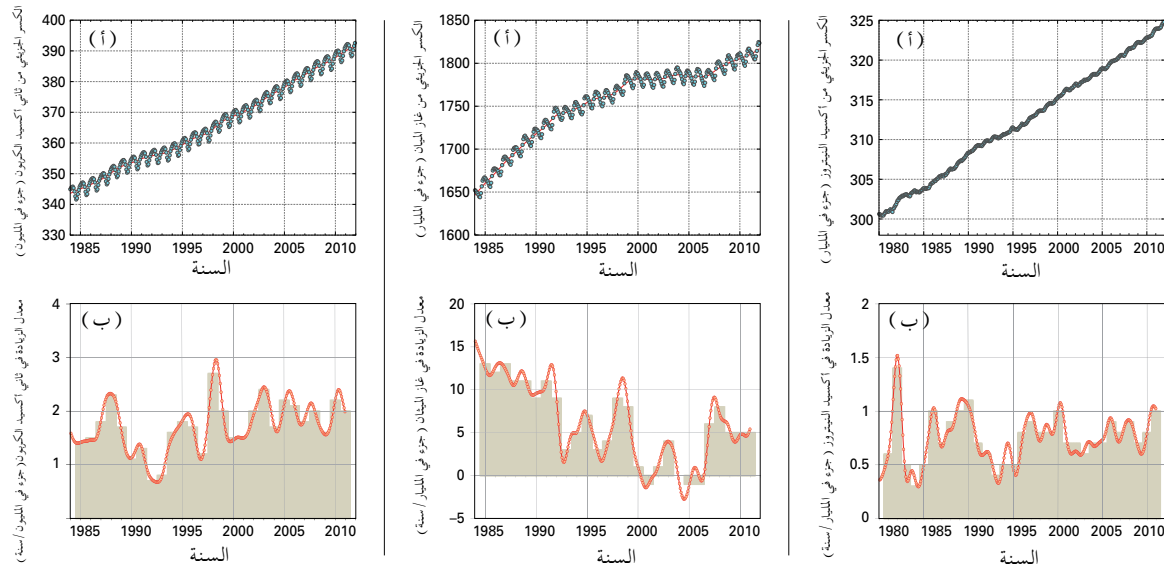 الكسر الجزيئي من ثاني أكسيد الكربون ( جزء في المليون )
(أ)
400
390
380
370
360
350
340
330
1985 1990 1995 2000 2005 2010
السنة
الكسر الجزيئي من غاز الميثان ( جزء في المليار)
(أ)
1850
1800
1750
1700
1650
1600
1985 1990 1995 2000 2005 2010
السنة
الكسر الجزيئي من أكسيد النيتروز ( جزء في المليار )
(أ)
325
320
315
310
305
300
1980 1985 1990 1995 2000 2005 2010
السنة
معدل الزيادة في ثاني أكسيد الكربون( جزء في المليون / سنة )
(ب)
4
3
2
1
1985 1990 1995 2000 2005 2010
السنة
معدل الزيادة في غاز الميثان ( جزء في المليار / سنة )
(ب)
20
15
10
5
0
−5
1985 1990 1995 2000 2005 2010
السنة
معدل الزيادة في أكسيد النيتروز ( جزء في المليار / سنة )
(ب)
2
1.5
1
0.5
0
1980 1985 1990 1995 2000 2005 2010
السنة